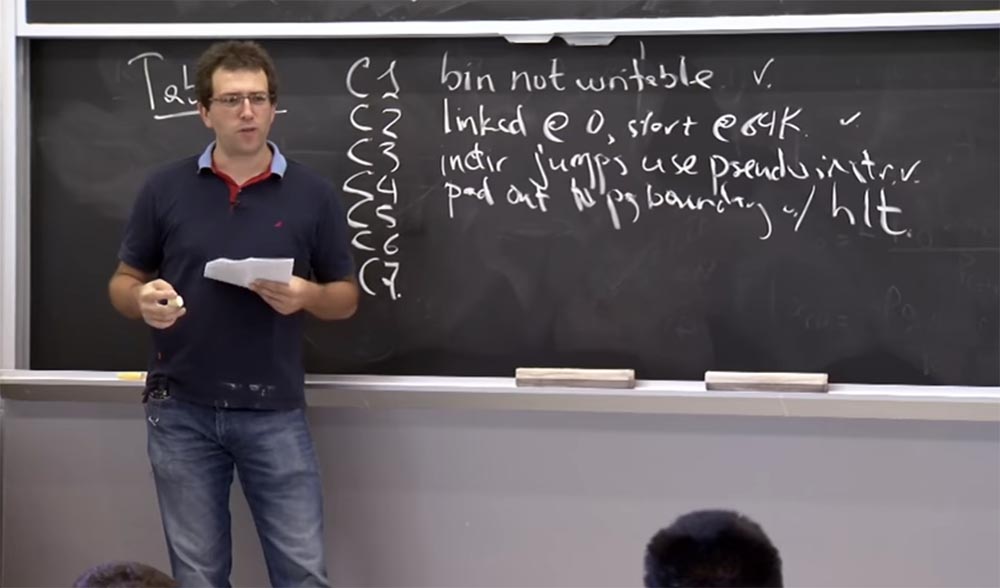 Tab
C1 bin not writable ✓.
C2 linked @ 0, start @ 64K. ✓
C3 indir jumps use pseudo instr. ✓.
C4 pad out to pg boundary w/ hlt.
C5
C6
C7.